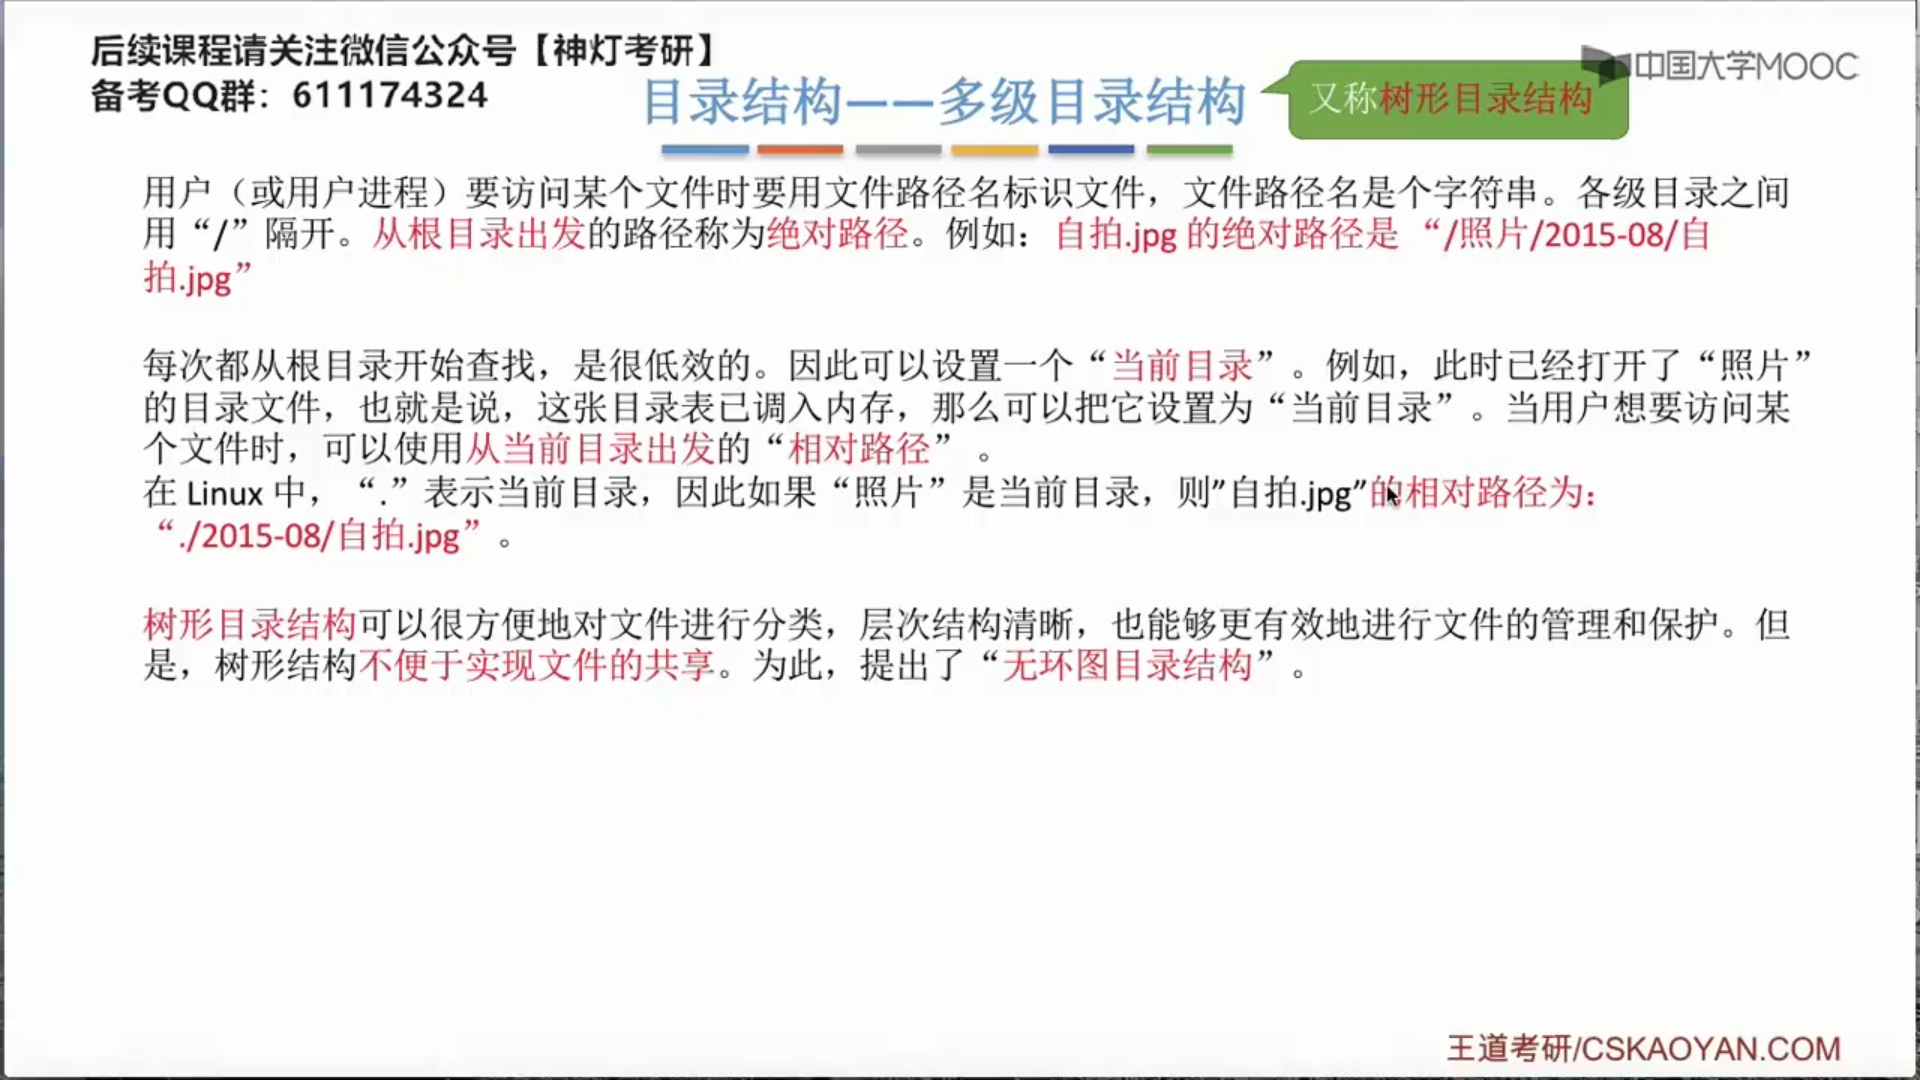 后续课程请关注微信公众号【神灯考研】
备考QQ群：611174324
中国大学MOOC
目录结构——多级目录结构
又称树形目录结构
用户（或用户进程）要访问某个文件时要用文件路径名标识文件，文件路径名是个字符串。各级目录之间
用“/”隔开。从根目录出发的路径称为绝对路径。例如：自拍.jpg 的绝对路径是 “/照片/2015-08/自
拍.jpg”
每次都从根目录开始查找，是很低效的。因此可以设置一个“当前目录”。例如，此时已经打开了“照片”
的目录文件，也就是说，这张目录表已调入内存，那么可以把它设置为“当前目录”。当用户想要访问某
个文件时，可以使用从当前目录出发的“相对路径” 。
在 Linux 中，“.”表示当前目录，因此如果“照片”是当前目录，则”自拍.jpg”的相对路径为：
“./2015-08/自拍.jpg” 。
树形目录结构可以很方便地对文件进行分类，层次结构清晰，也能够更有效地进行文件的管理和保护。但
是，树形结构不便于实现文件的共享。为此，提出了“无环图目录结构”。
王道考研/CSKAOYAN.COM